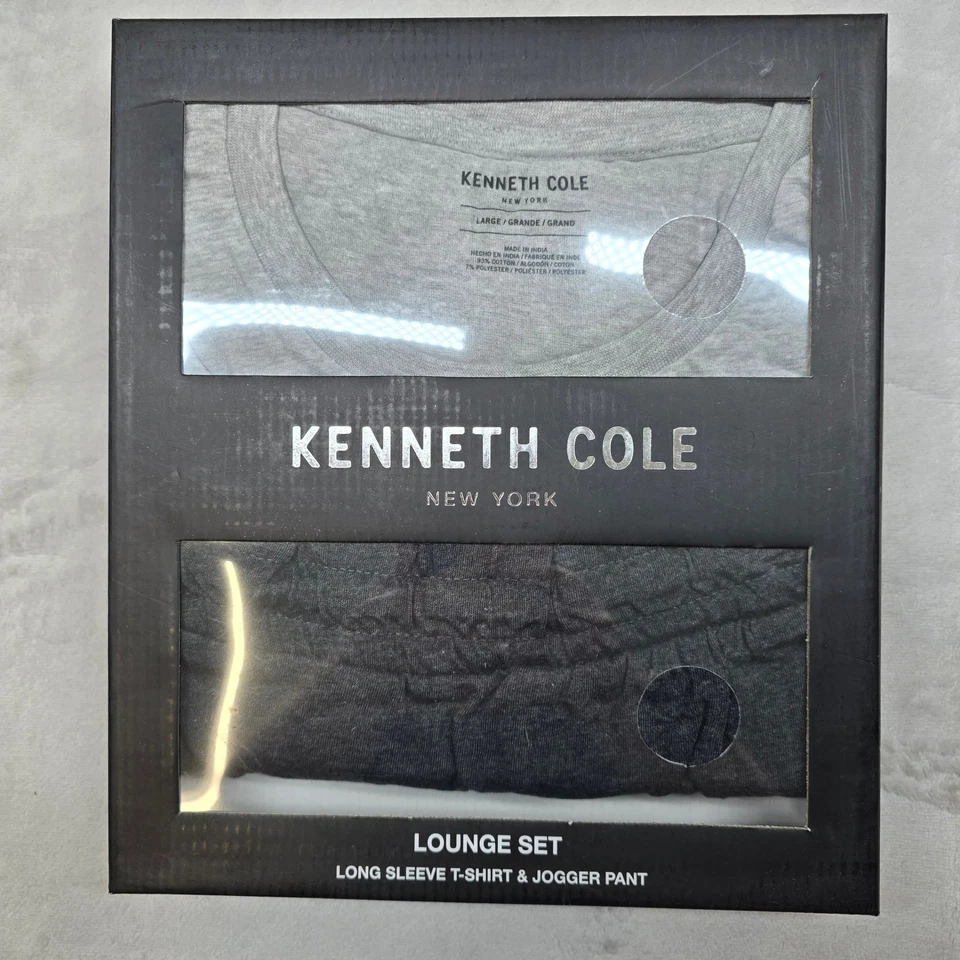 KENNETH COLE
NEW YORK
LARGE / GRANDE / GRAND
MADE IN INDIA
HECHO EN INDIA / FABRIQUÉ EN INDE
93% COTTON / ALGODÓN / COTON
7% POLYESTER / POLIÉSTER / POLYESTER
KENNETH COLE
NEW YORK
LOUNGE SET
LONG SLEEVE T-SHIRT & JOGGER PANT